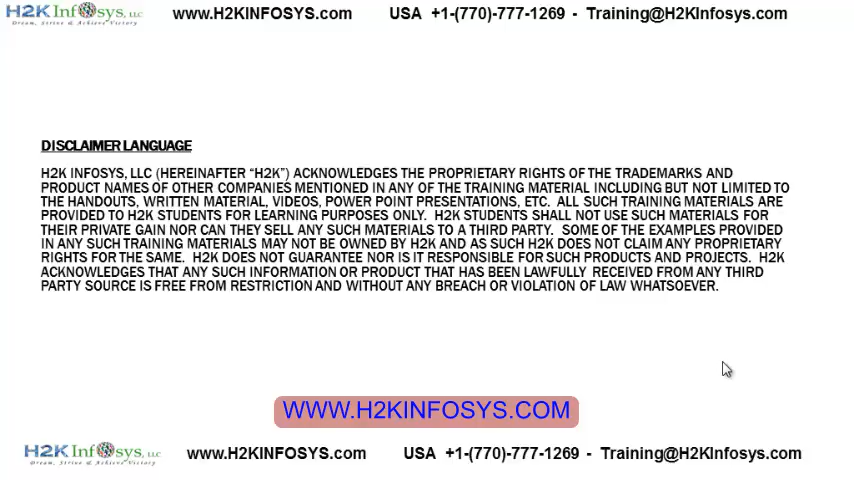 H2K Infosys, LLC www.H2KINFOSYS.com USA +1-(770)-777-1269 - Training@H2KInfosys.com
Dream, Strive & Achieve Victory
DISCLAIMER LANGUAGE
H2K INFOSYS, LLC (HEREINAFTER “H2K”) ACKNOWLEDGES THE PROPRIETARY RIGHTS OF THE TRADEMARKS AND
PRODUCT NAMES OF OTHER COMPANIES MENTIONED IN ANY OF THE TRAINING MATERIAL INCLUDING BUT NOT LIMITED TO
THE HANDOUTS, WRITTEN MATERIAL, VIDEOS, POWER POINT PRESENTATIONS, ETC. ALL SUCH TRAINING MATERIALS ARE
PROVIDED TO H2K STUDENTS FOR LEARNING PURPOSES ONLY. H2K STUDENTS SHALL NOT USE SUCH MATERIALS FOR
THEIR PRIVATE GAIN NOR CAN THEY SELL ANY SUCH MATERIALS TO A THIRD PARTY. SOME OF THE EXAMPLES PROVIDED
IN ANY SUCH TRAINING MATERIALS MAY NOT BE OWNED BY H2K AND AS SUCH H2K DOES NOT CLAIM ANY PROPRIETARY
RIGHTS FOR THE SAME. H2K DOES NOT GUARANTEE NOR IS IT RESPONSIBLE FOR SUCH PRODUCTS AND PROJECTS. H2K
ACKNOWLEDGES THAT ANY SUCH INFORMATION OR PRODUCT THAT HAS BEEN LAWFULLY RECEIVED FROM ANY THIRD
PARTY SOURCE IS FREE FROM RESTRICTION AND WITHOUT ANY BREACH OR VIOLATION OF LAW WHATSOEVER.
WWW.H2KINFOSYS.COM
H2K Infosys, LLC www.H2KINFOSYS.com USA +1-(770)-777-1269 - Training@H2KInfosys.com
Dream, Strive & Achieve Victory